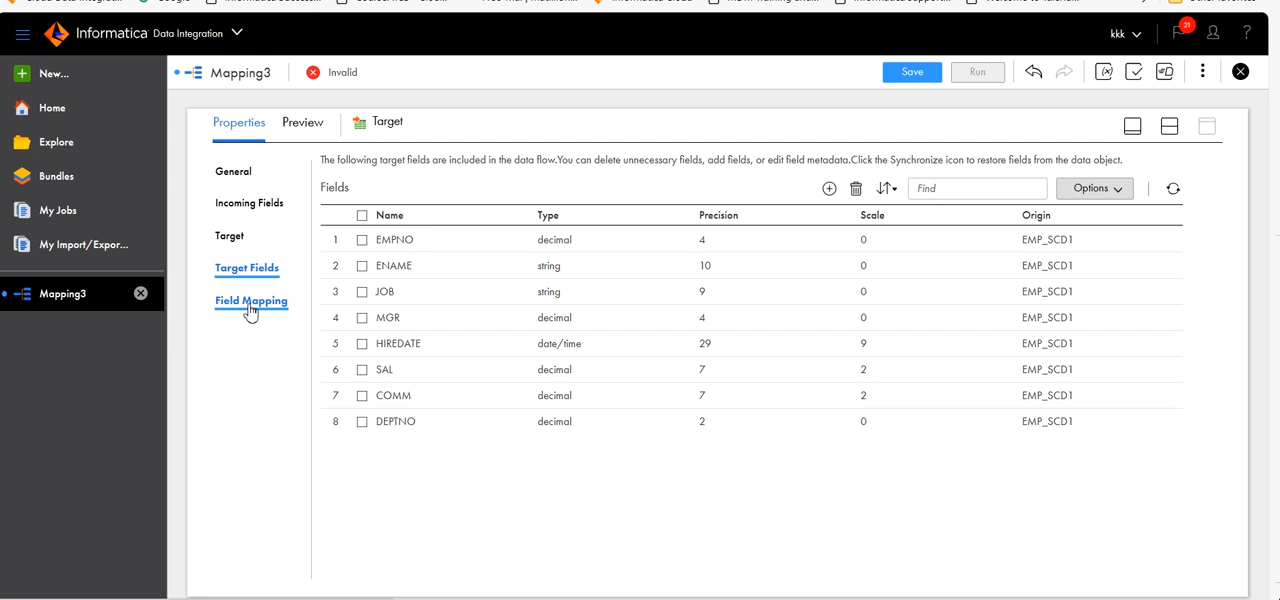 Google
Informatica Data Integration
kkk
21
?
New...
Mapping3
Invalid
Save
Run
Home
Explore
Bundles
My Jobs
My Import/Expor...
Mapping3
Properties
Preview
Target
General
Incoming Fields
Target
Target Fields
Field Mapping
The following target fields are included in the data flow.You can delete unnecessary fields, add fields, or edit field metadata.Click the Synchronize icon to restore fields from the data object.
Fields
Find
Options
Name Type Precision Scale Origin
1 EMPNO decimal 4 0 EMP_SCD1
2 ENAME string 10 0 EMP_SCD1
3 JOB string 9 0 EMP_SCD1
4 MGR decimal 4 0 EMP_SCD1
5 HIREDATE date/time 29 9 EMP_SCD1
6 SAL decimal 7 2 EMP_SCD1
7 COMM decimal 7 2 EMP_SCD1
8 DEPTNO decimal 2 0 EMP_SCD1